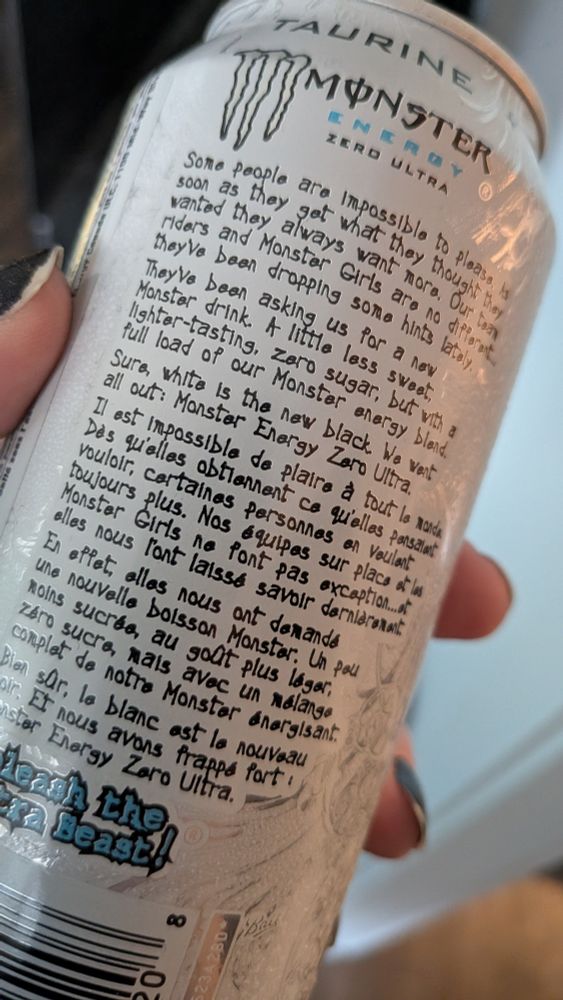 TAURINE
MONSTER
ENERGY
ZERO ULTRA
Some people are impossible to please. As
soon as they get what they thought they
wanted they always want more. Our team
riders and Monster Girls are no different...
they've been dropping some hints lately.
They've been asking us for a new
Monster drink. A little less sweet,
lighter-tasting, zero sugar, but with a
full load of our Monster energy blend.
Sure, white is the new black. We went
all out: Monster Energy Zero Ultra.
Il est impossible de plaire à tout le monde.
Dès qu'elles obtiennent ce qu'elles pensaient
vouloir, certaines personnes en veulent
toujours plus. Nos équipes sur place et les
Monster Girls ne font pas exception...et
elles nous l'ont laissé savoir dernièrement.
En effet, elles nous ont demandé
une nouvelle boisson Monster. Un peu
moins sucrée, au goût plus léger,
zéro sucre, mais avec un mélange
complet de notre Monster énergisant.
Bien sûr, le blanc est le nouveau
oir. Et nous avons frappé fort :
nster Energy Zero Ultra.
leash the
tra Beast!
8
20